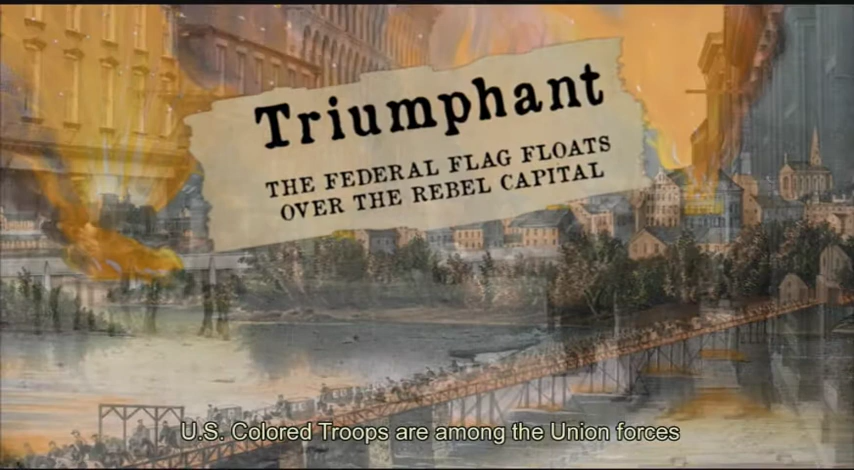 Triumphant
THE FEDERAL FLAG FLOATS
OVER THE REBEL CAPITAL
U.S. Colored Troops are among the Union forces